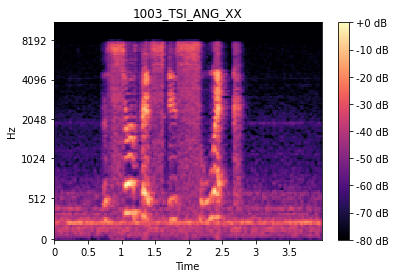 1003_TSI_ANG_XX
+0 dB
8192
-10 dB
4096
-20 dB
-30 dB
2048
Hz
-40 dB
1024
-50 dB
512
-60 dB
-70 dB
0
-80 dB
0 0.5 1 1.5 2 2.5 3 3.5
Time